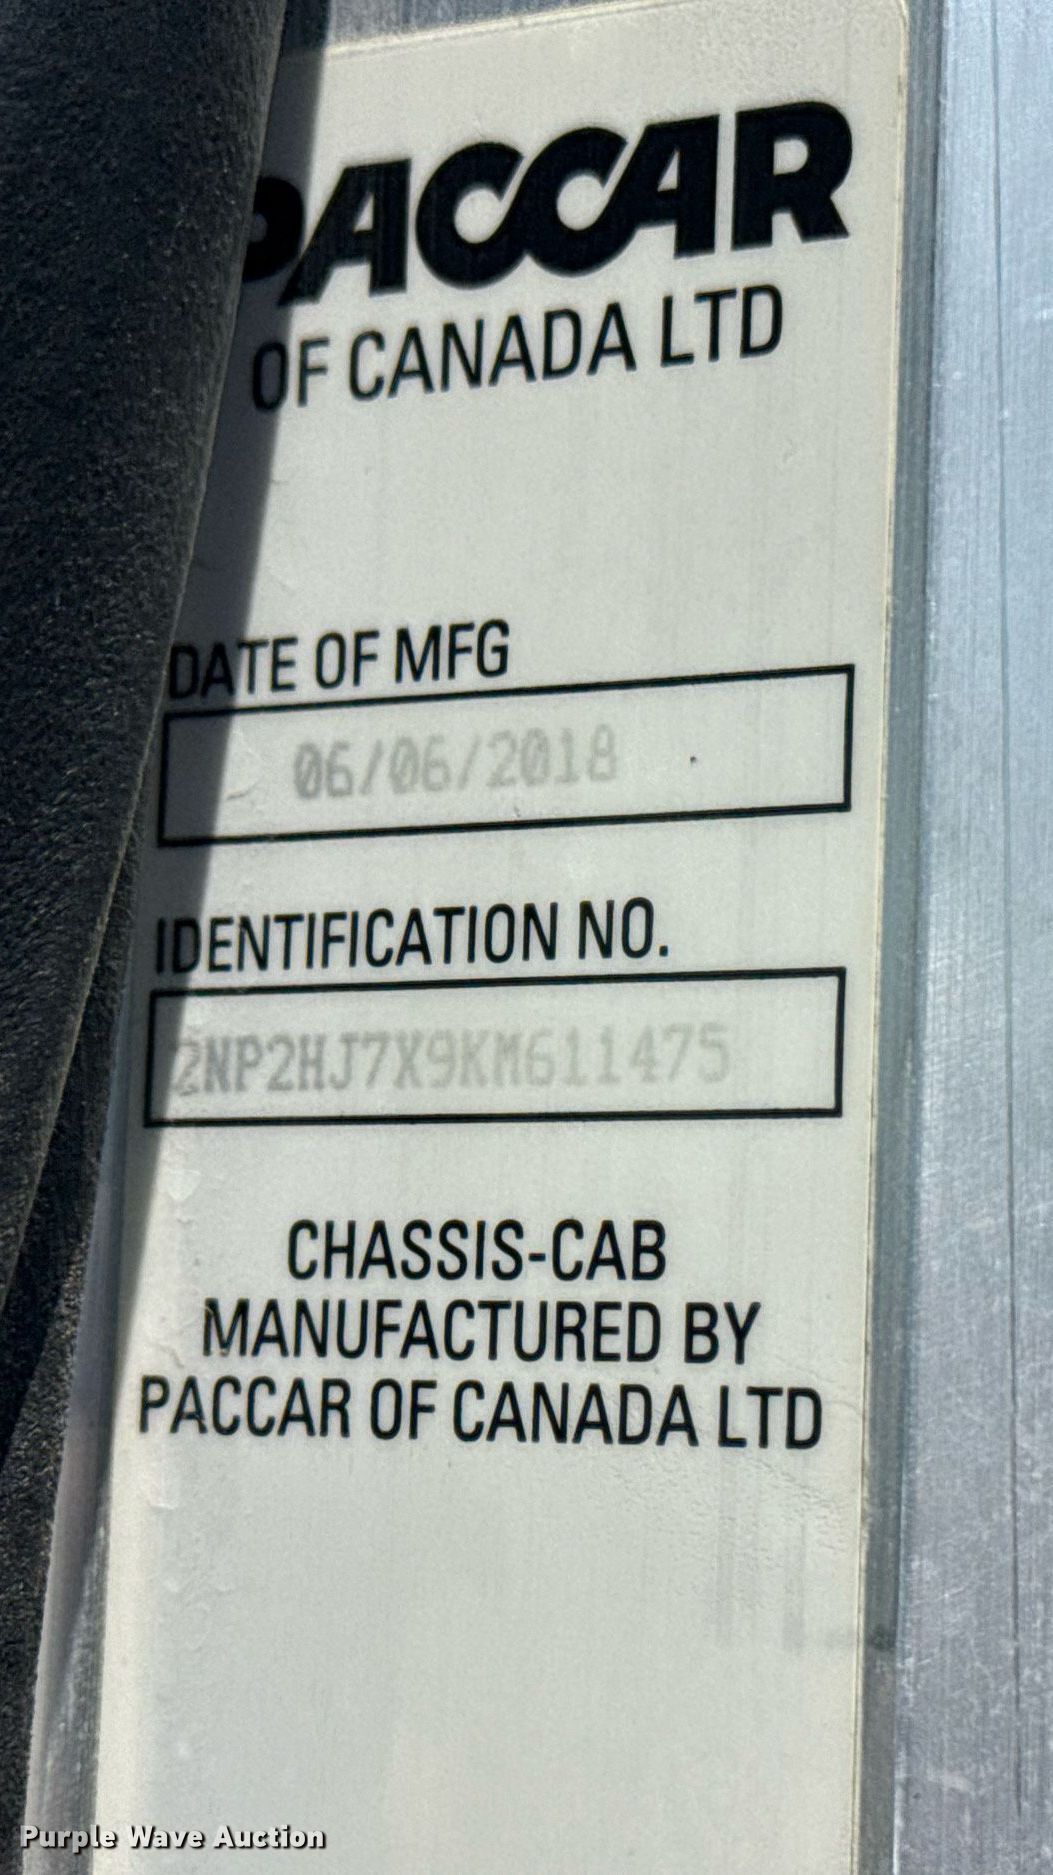 PACCAR
OF CANADA LTD
DATE OF MFG
06/06/2018
IDENTIFICATION NO.
2NP2HJ7X9KM611475
CHASSIS-CAB
MANUFACTURED BY
PACCAR OF CANADA LTD
Purple Wave Auction